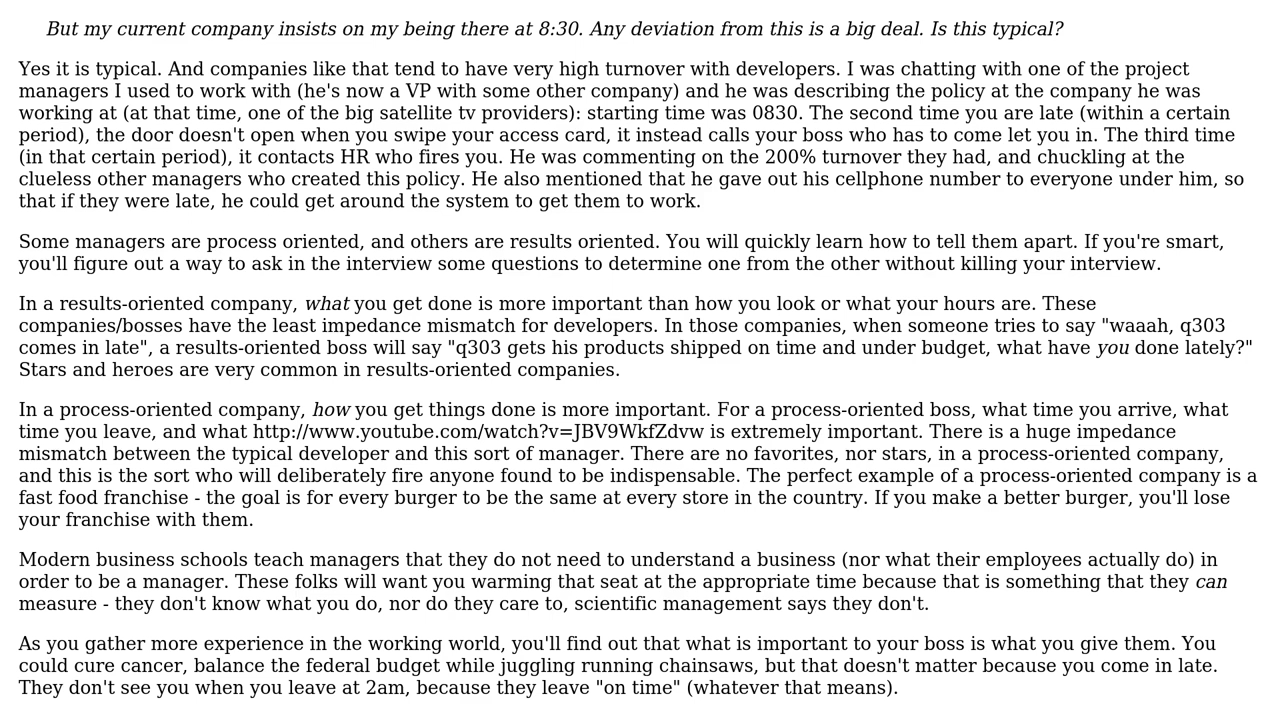 But my current company insists on my being there at 8:30. Any deviation from this is a big deal. Is this typical?
Yes it is typical. And companies like that tend to have very high turnover with developers. I was chatting with one of the project
managers I used to work with (he's now a VP with some other company) and he was describing the policy at the company he was
working at (at that time, one of the big satellite tv providers): starting time was 0830. The second time you are late (within a certain
period), the door doesn't open when you swipe your access card, it instead calls your boss who has to come let you in. The third time
(in that certain period), it contacts HR who fires you. He was commenting on the 200% turnover they had, and chuckling at the
clueless other managers who created this policy. He also mentioned that he gave out his cellphone number to everyone under him, so
that if they were late, he could get around the system to get them to work.
Some managers are process oriented, and others are results oriented. You will quickly learn how to tell them apart. If you're smart,
you'll figure out a way to ask in the interview some questions to determine one from the other without killing your interview.
In a results-oriented company, what you get done is more important than how you look or what your hours are. These
companies/bosses have the least impedance mismatch for developers. In those companies, when someone tries to say "waaah, q303
comes in late", a results-oriented boss will say "q303 gets his products shipped on time and under budget, what have you done lately?"
Stars and heroes are very common in results-oriented companies.
In a process-oriented company, how you get things done is more important. For a process-oriented boss, what time you arrive, what
time you leave, and what http://www.youtube.com/watch?v=JBV9WkfZdvw is extremely important. There is a huge impedance
mismatch between the typical developer and this sort of manager. There are no favorites, nor stars, in a process-oriented company,
and this is the sort who will deliberately fire anyone found to be indispensable. The perfect example of a process-oriented company is a
fast food franchise - the goal is for every burger to be the same at every store in the country. If you make a better burger, you'll lose
your franchise with them.
Modern business schools teach managers that they do not need to understand a business (nor what their employees actually do) in
order to be a manager. These folks will want you warming that seat at the appropriate time because that is something that they can
measure - they don't know what you do, nor do they care to, scientific management says they don't.
As you gather more experience in the working world, you'll find out that what is important to your boss is what you give them. You
could cure cancer, balance the federal budget while juggling running chainsaws, but that doesn't matter because you come in late.
They don't see you when you leave at 2am, because they leave "on time" (whatever that means).